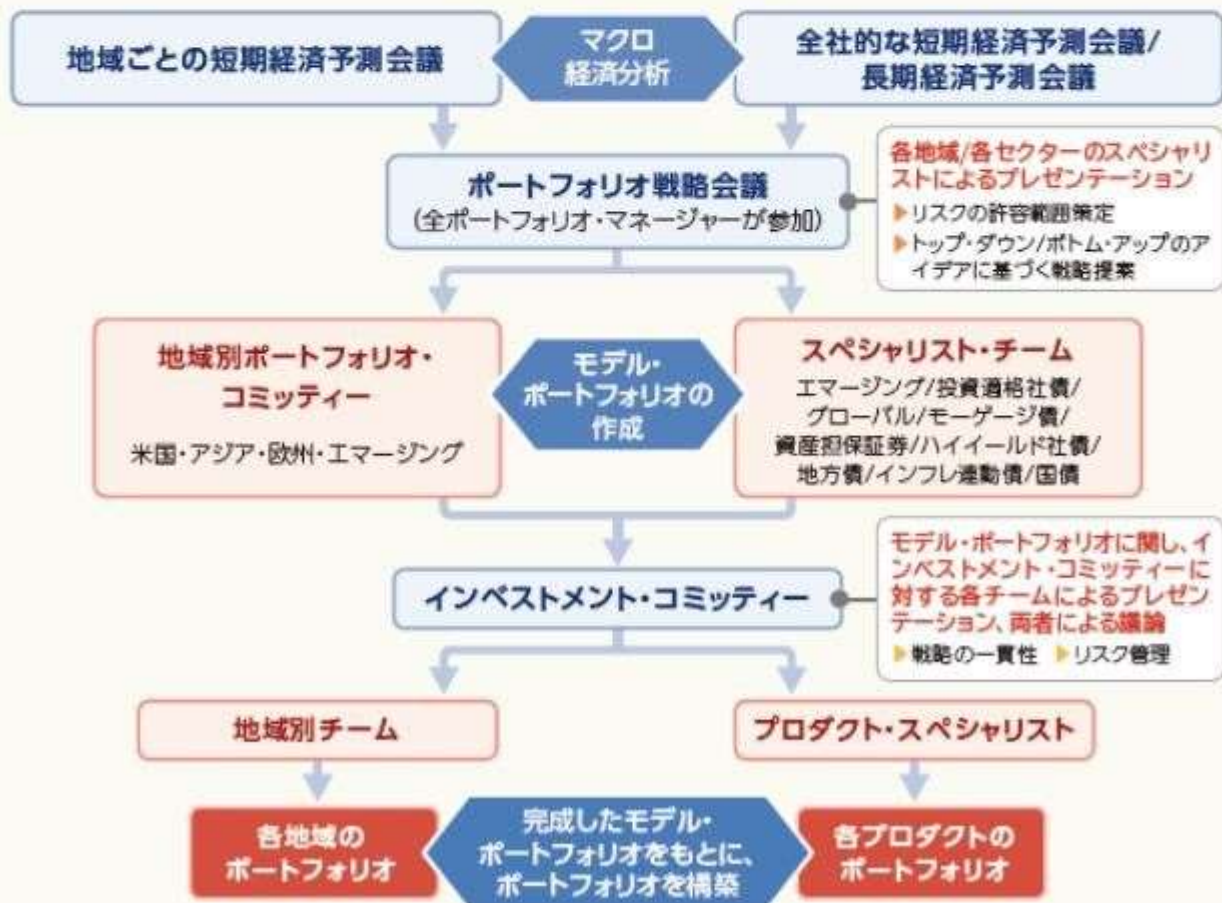 地域ごとの短期経済予測会議
マクロ
経済分析
全社的な短期経済予測会議/
長期経済予測会議
ポートフォリオ戦略会議
(全ポートフォリオ・マネージャーが参加)
各地域/各セクターのスペシャリ
ストによるプレゼンテーション
▶リスクの許容範囲策定
▶トップ・ダウン/ボトム・アップのア
イデアに基づく戦略提案
地域別ポートフォリオ・
コミッティー
米国・アジア・欧州・エマージング
モデル・
ポートフォリオの
作成
スペシャリスト・チーム
エマージング/投資適格社債/
グローバル/モーゲージ債/
資産担保証券/ハイイールド社債/
地方債/インフレ連動債/国債
インベストメント・コミッティー
モデル・ポートフォリオに関し、イ
ンベストメント・コミッティーに
対する各チームによるプレゼン
テーション、両者による議論
▶戦略の一貫性 ▶リスク管理
地域別チーム
プロダクト・スペシャリスト
各地域の
ポートフォリオ
完成したモデル・
ポートフォリオをもとに、
ポートフォリオを構築
各プロダクトの
ポートフォリオ